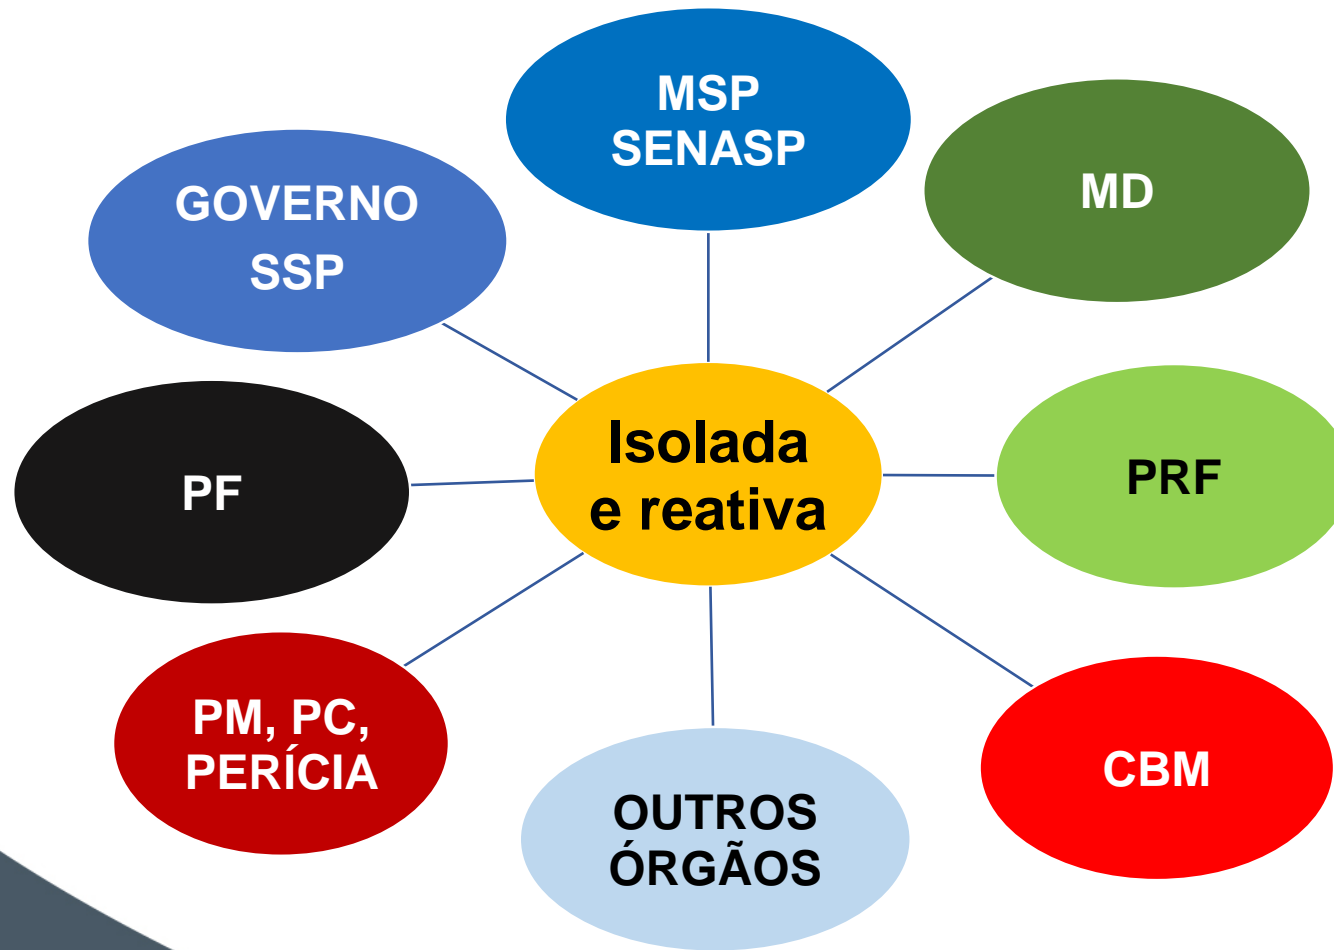 MSP
SENASP
MD
GOVERNO
SSP
Isolada
e reativa
PF
PRF
PM, PC,
PERÍCIA
CBM
OUTROS
ÓRGÃOS